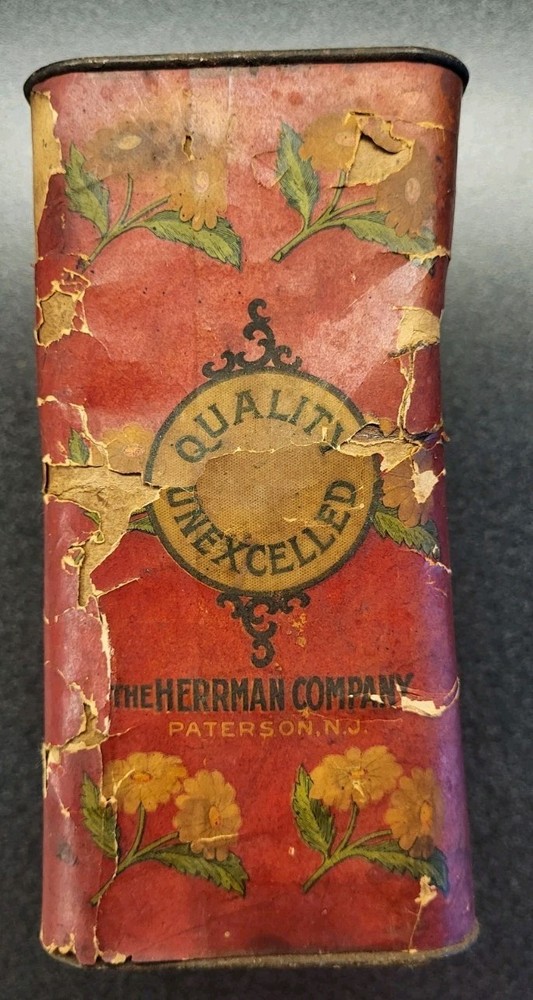 QUALITY
UNEXCELLED
THE HERRMAN COMPANY
PATERSON, N.J.